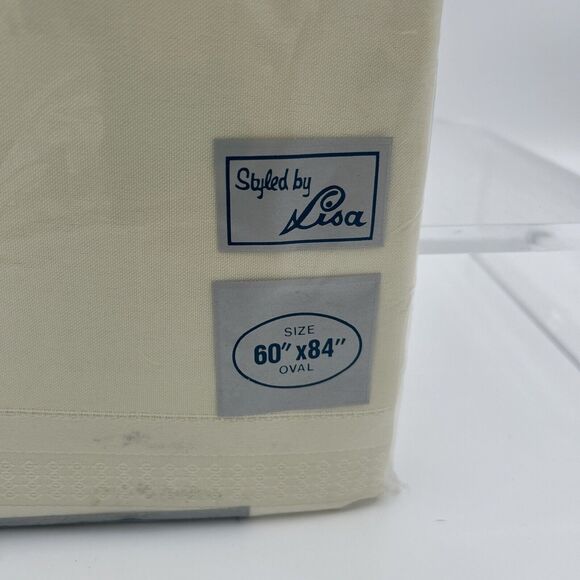 Styled by
Lisa
SIZE
60" x84"
OVAL